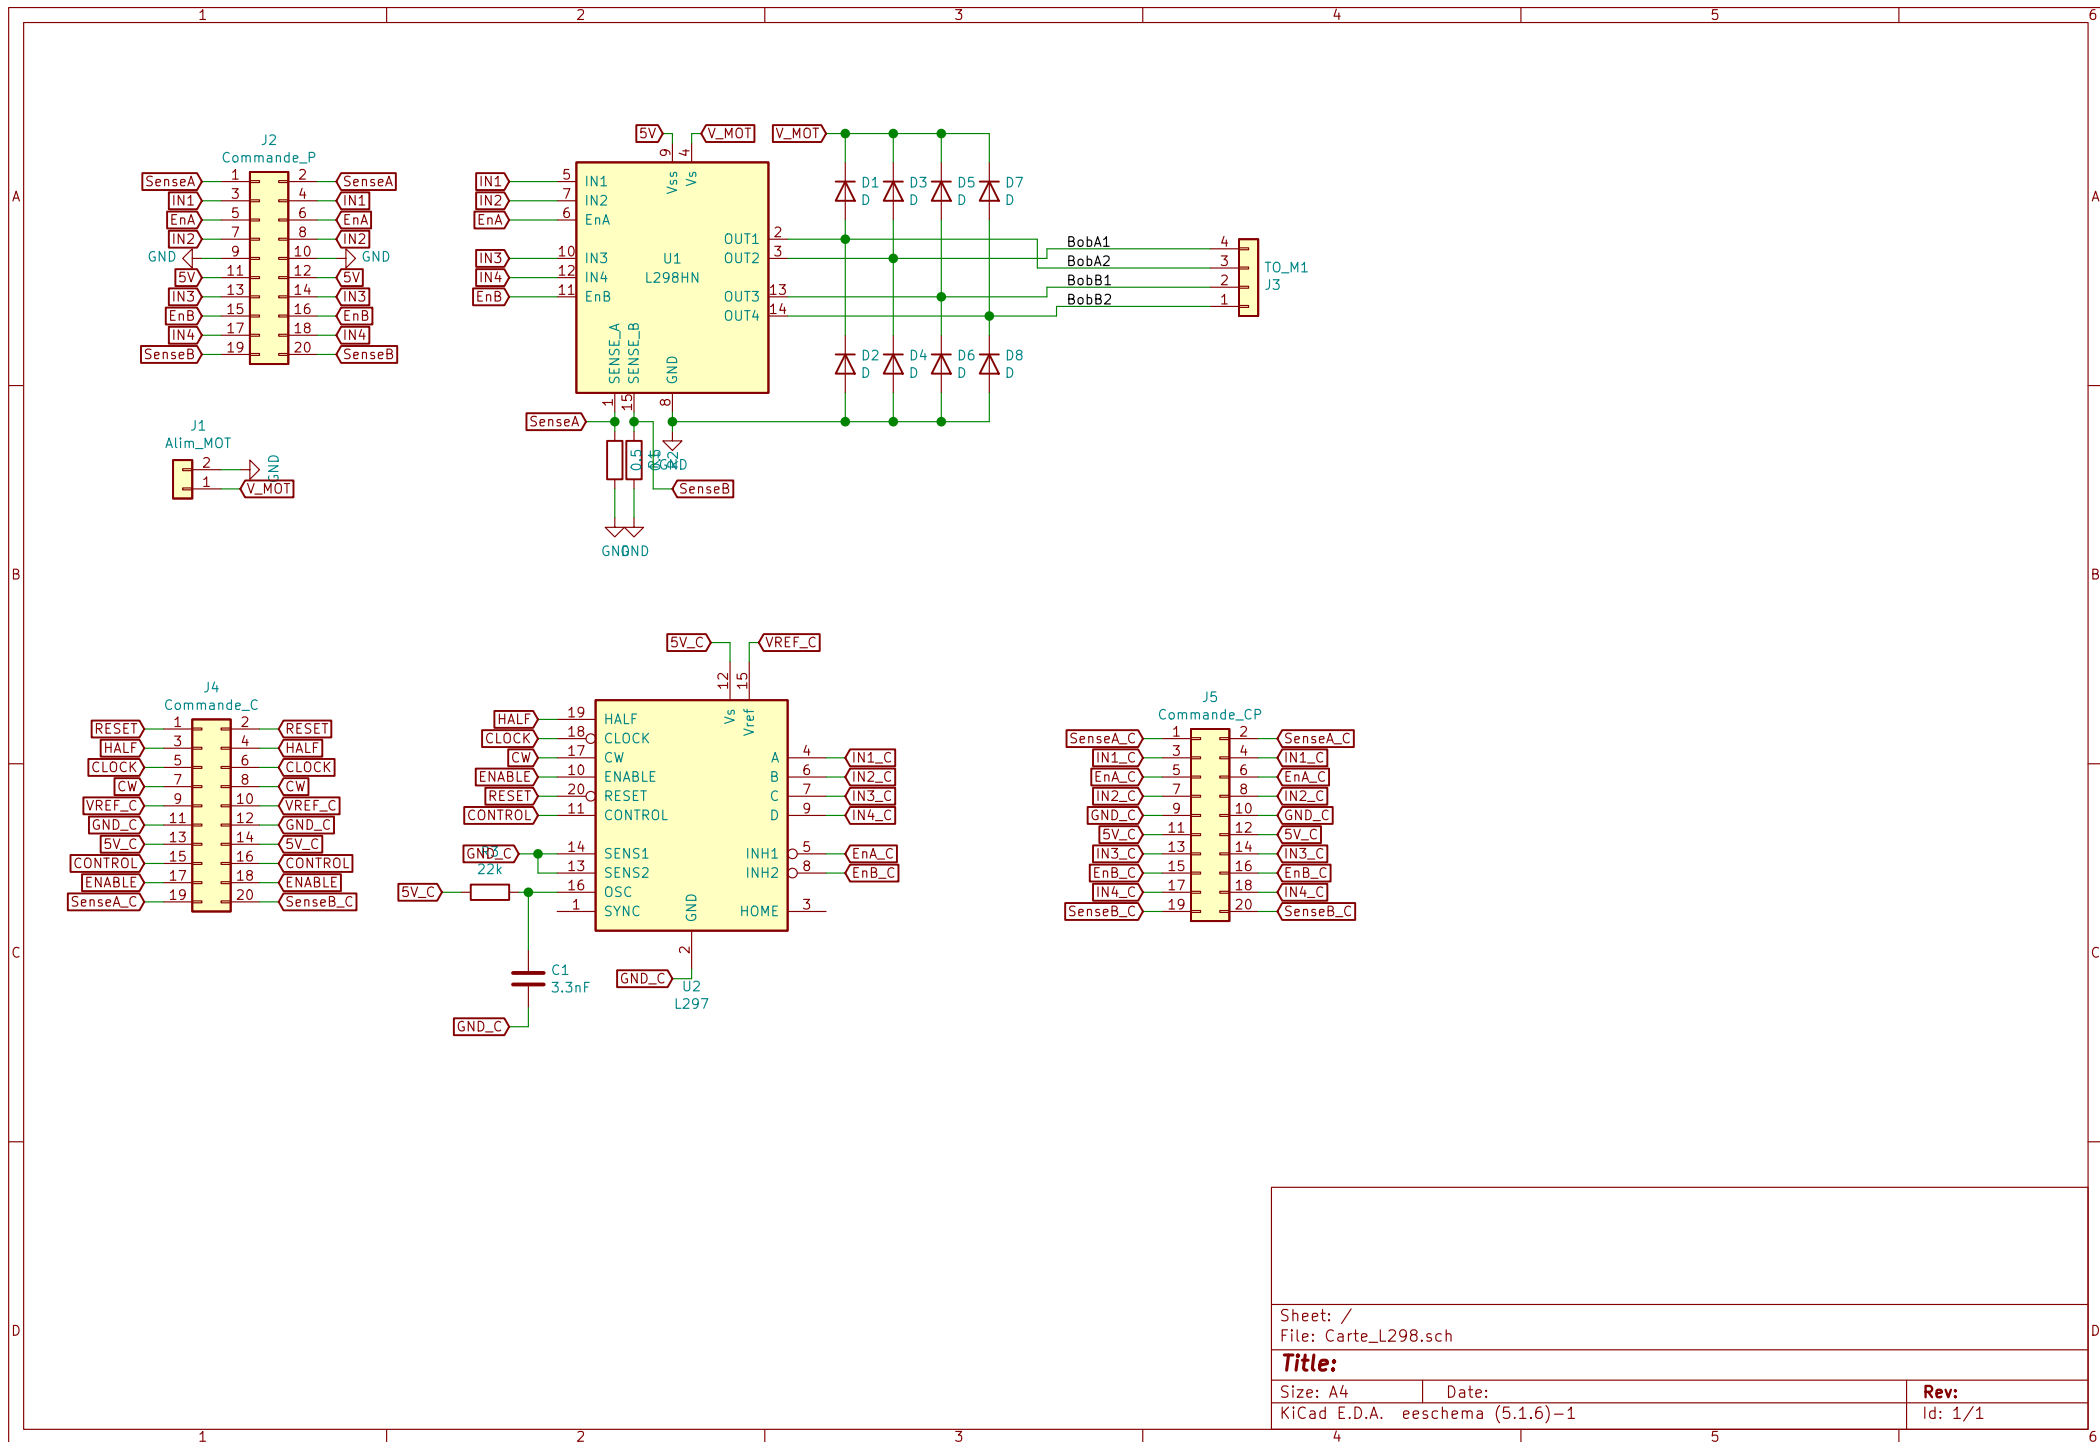 1 2 3 4 5 6
A
B
C
D
J2
Commande_P
SenseA 1 2 SenseA
IN1 3 4 IN1
EnA 5 6 EnA
IN2 7 8 IN2
GND 9 10 GND
5V 11 12 5V
IN3 13 14 IN3
EnB 15 16 EnB
IN4 17 18 IN4
SenseB 19 20 SenseB
J1
Alim_MOT
2 GND
1 V_MOT
5V V_MOT V_MOT
9 4
Vss Vs
IN1 5 IN1
IN2 7 IN2
EnA 6 EnA
IN3 10 IN3
IN4 12 IN4
EnB 11 EnB
U1
L298HN
OUT1 2
OUT2 3
OUT3 13
OUT4 14
SENSE_A SENSE_B GND
1 15 8
SenseA
0.5
GND
SenseB
GND GND
D1 D3 D5 D7
D D D D
D2 D4 D6 D8
D D D D
BobA1 4
BobA2 3
BobB1 2
BobB2 1
TO_M1
J3
J4
Commande_C
RESET 1 2 RESET
HALF 3 4 HALF
CLOCK 5 6 CLOCK
CW 7 8 CW
VREF_C 9 10 VREF_C
GND_C 11 12 GND_C
5V_C 13 14 5V_C
CONTROL 15 16 CONTROL
ENABLE 17 18 ENABLE
SenseA_C 19 20 SenseB_C
5V_C VREF_C
12 15
Vs Vref
HALF 19 HALF
CLOCK 18 CLOCK
CW 17 CW
ENABLE 10 ENABLE
RESET 20 RESET
CONTROL 11 CONTROL
GND_C 14 SENS1
R3
22k
13 SENS2
5V_C 16 OSC
1 SYNC
A 4 IN1_C
B 6 IN2_C
C 7 IN3_C
D 9 IN4_C
INH1 5 EnA_C
INH2 8 EnB_C
HOME 3
GND
2
GND_C
U2
L297
C1
3.3nF
GND_C
J5
Commande_CP
SenseA_C 1 2 SenseA_C
IN1_C 3 4 IN1_C
EnA_C 5 6 EnA_C
IN2_C 7 8 IN2_C
GND_C 9 10 GND_C
5V_C 11 12 5V_C
IN3_C 13 14 IN3_C
EnB_C 15 16 EnB_C
IN4_C 17 18 IN4_C
SenseB_C 19 20 SenseB_C
Sheet: /
File: Carte_L298.sch
Title:
Size: A4 Date: Rev:
KiCad E.D.A. eeschema (5.1.6)-1 Id: 1/1
A
B
C
D
1 2 3 4 5 6